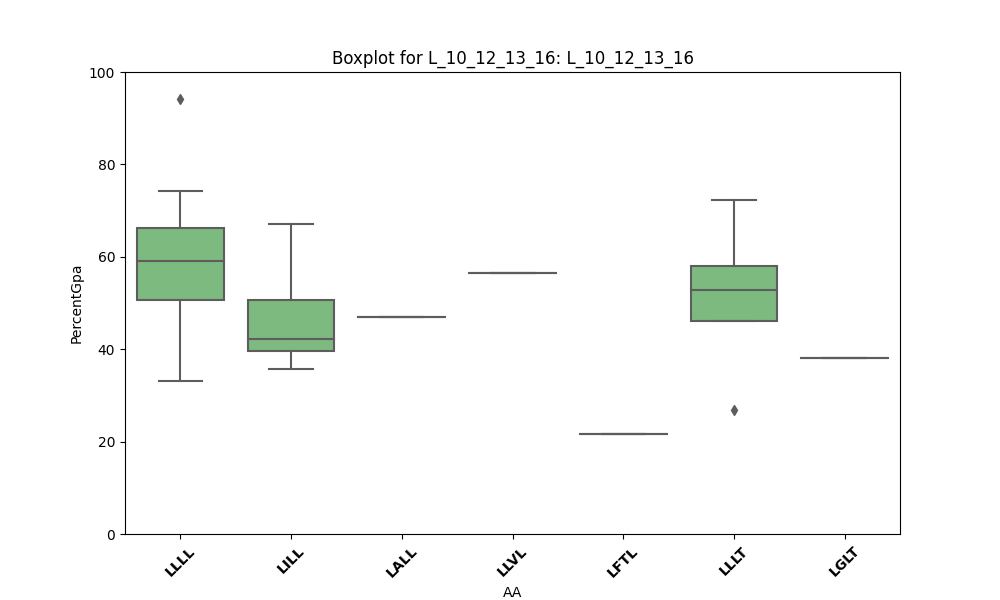 Boxplot for L_10_12_13_16: L_10_12_13_16
100
80
60
40
20
0
PercentGpa
LLLL
LILL
LALL
LLVL
LFTL
LLLT
LGLT
AA